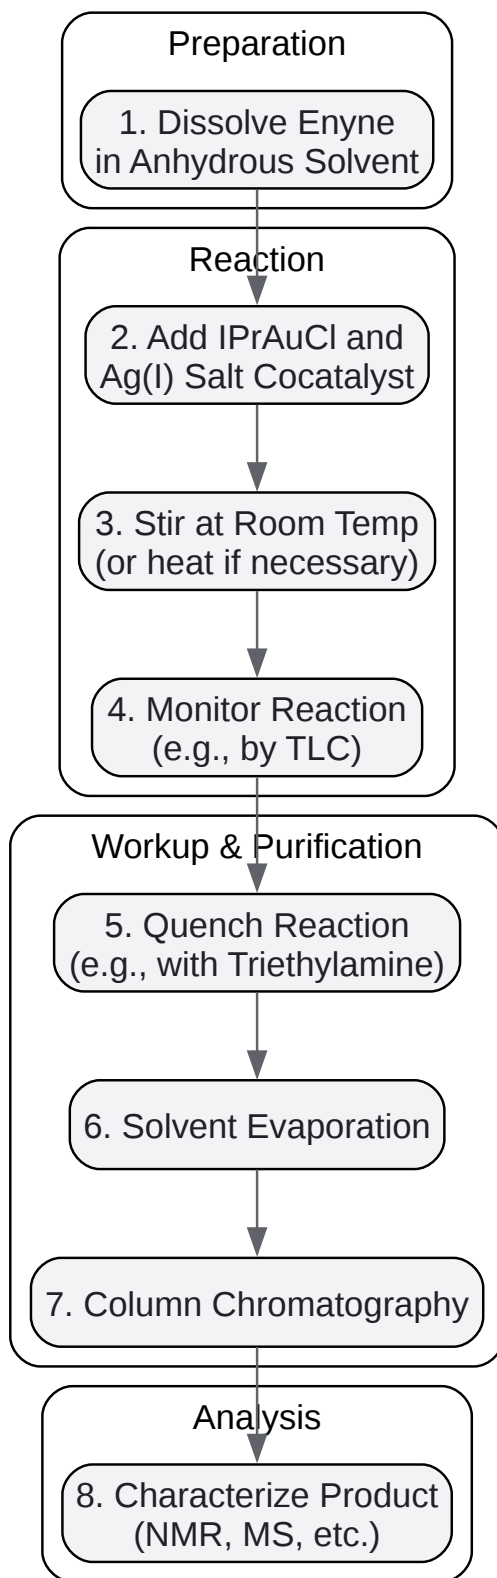 Preparation
1. Dissolve Enyne
in Anhydrous Solvent
Reaction
2. Add IPrAuCl and
Ag(I) Salt Cocatalyst
3. Stir at Room Temp
(or heat if necessary)
4. Monitor Reaction
(e.g., by TLC)
Workup & Purification
5. Quench Reaction
(e.g., with Triethylamine)
6. Solvent Evaporation
7. Column Chromatography
Analysis
8. Characterize Product
(NMR, MS, etc.)